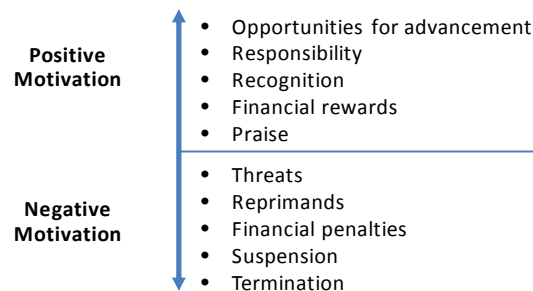 Positive
Motivation
• Opportunities for advancement
• Responsibility
• Recognition
• Financial rewards
• Praise
Negative
Motivation
• Threats
• Reprimands
• Financial penalties
• Suspension
• Termination